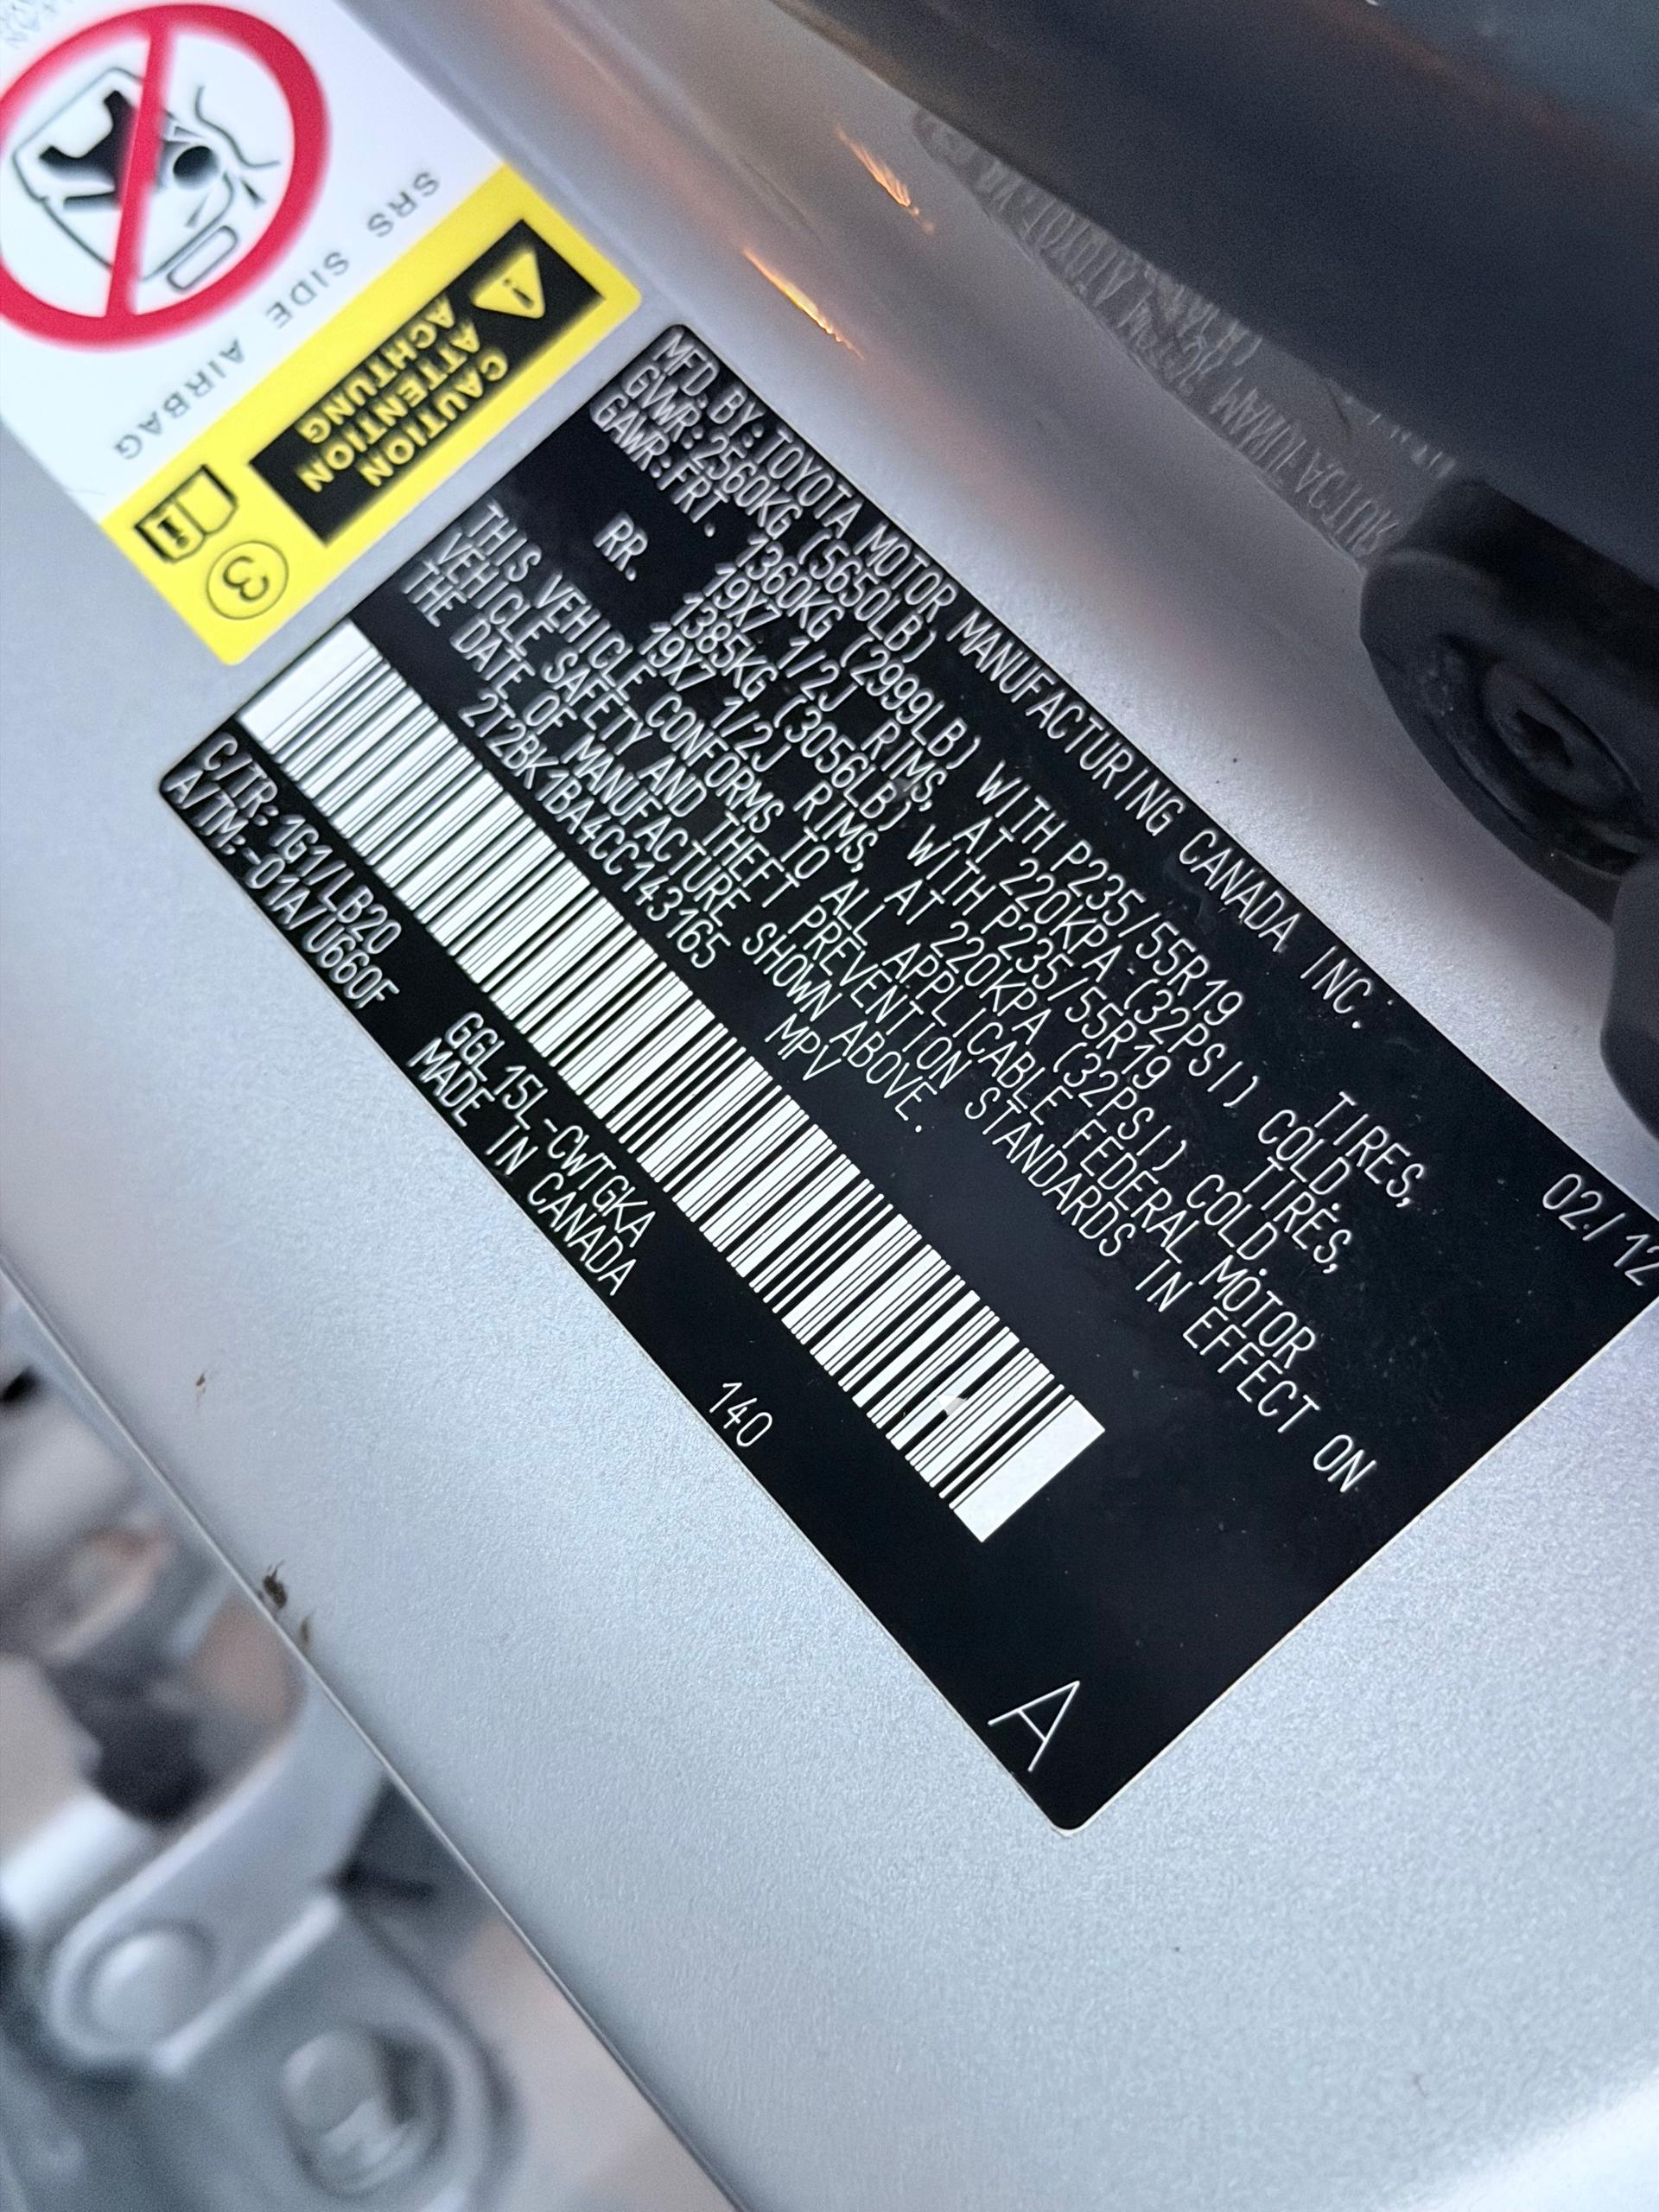 SRS SIDE AIRBAG
CAUTION
ATTENTION
ACHTUNG
3
MFD. BY: TOYOTA MOTOR MANUFACTURING CANADA INC. 02/12
GVWR: 2560KG (5650LB)
GAWR: FRT. 1360KG (2999LB) WITH P235/55R19 TIRES,
19X7 1/2J RIMS, AT 220KPA (32PSI) COLD.
RR. 1385KG (3056LB) WITH P235/55R19 TIRES,
19X7 1/2J RIMS, AT 220KPA (32PSI) COLD.
THIS VEHICLE CONFORMS TO ALL APPLICABLE FEDERAL MOTOR
VEHICLE SAFETY AND THEFT PREVENTION STANDARDS IN EFFECT ON
THE DATE OF MANUFACTURE SHOWN ABOVE.
2T2BK1BA4CC143165 MPV
C/TR: 1G1/LB20 GGL15L-CWTGKA
A/TM: -01A/U660F MADE IN CANADA 140 A